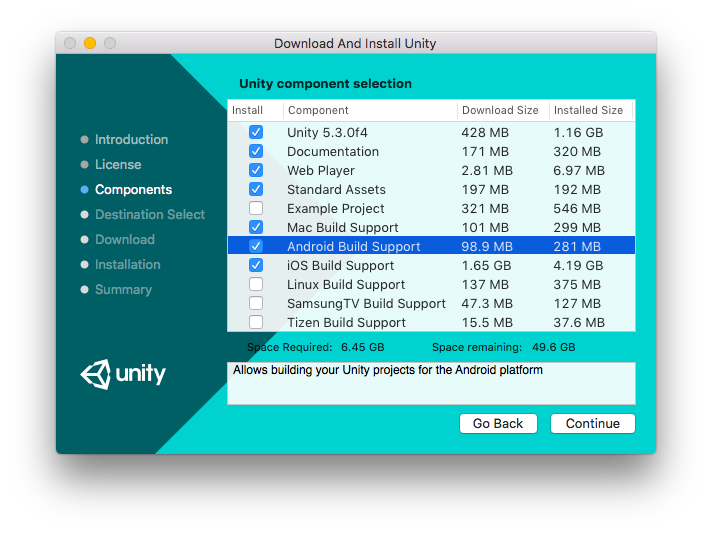 Download And Install Unity
Unity component selection
Install Component Download Size Installed Size
Unity 5.3.0f4 428 MB 1.16 GB
Documentation 171 MB 320 MB
Web Player 2.81 MB 6.97 MB
Standard Assets 197 MB 192 MB
Example Project 321 MB 546 MB
Mac Build Support 101 MB 299 MB
Android Build Support 98.9 MB 281 MB
iOS Build Support 1.65 GB 4.19 GB
Linux Build Support 137 MB 375 MB
SamsungTV Build Support 47.3 MB 127 MB
Tizen Build Support 15.5 MB 37.6 MB
Introduction
License
Components
Destination Select
Download
Installation
Summary
Space Required: 6.45 GB Space remaining: 49.6 GB
Allows building your Unity projects for the Android platform
unity
Go Back Continue